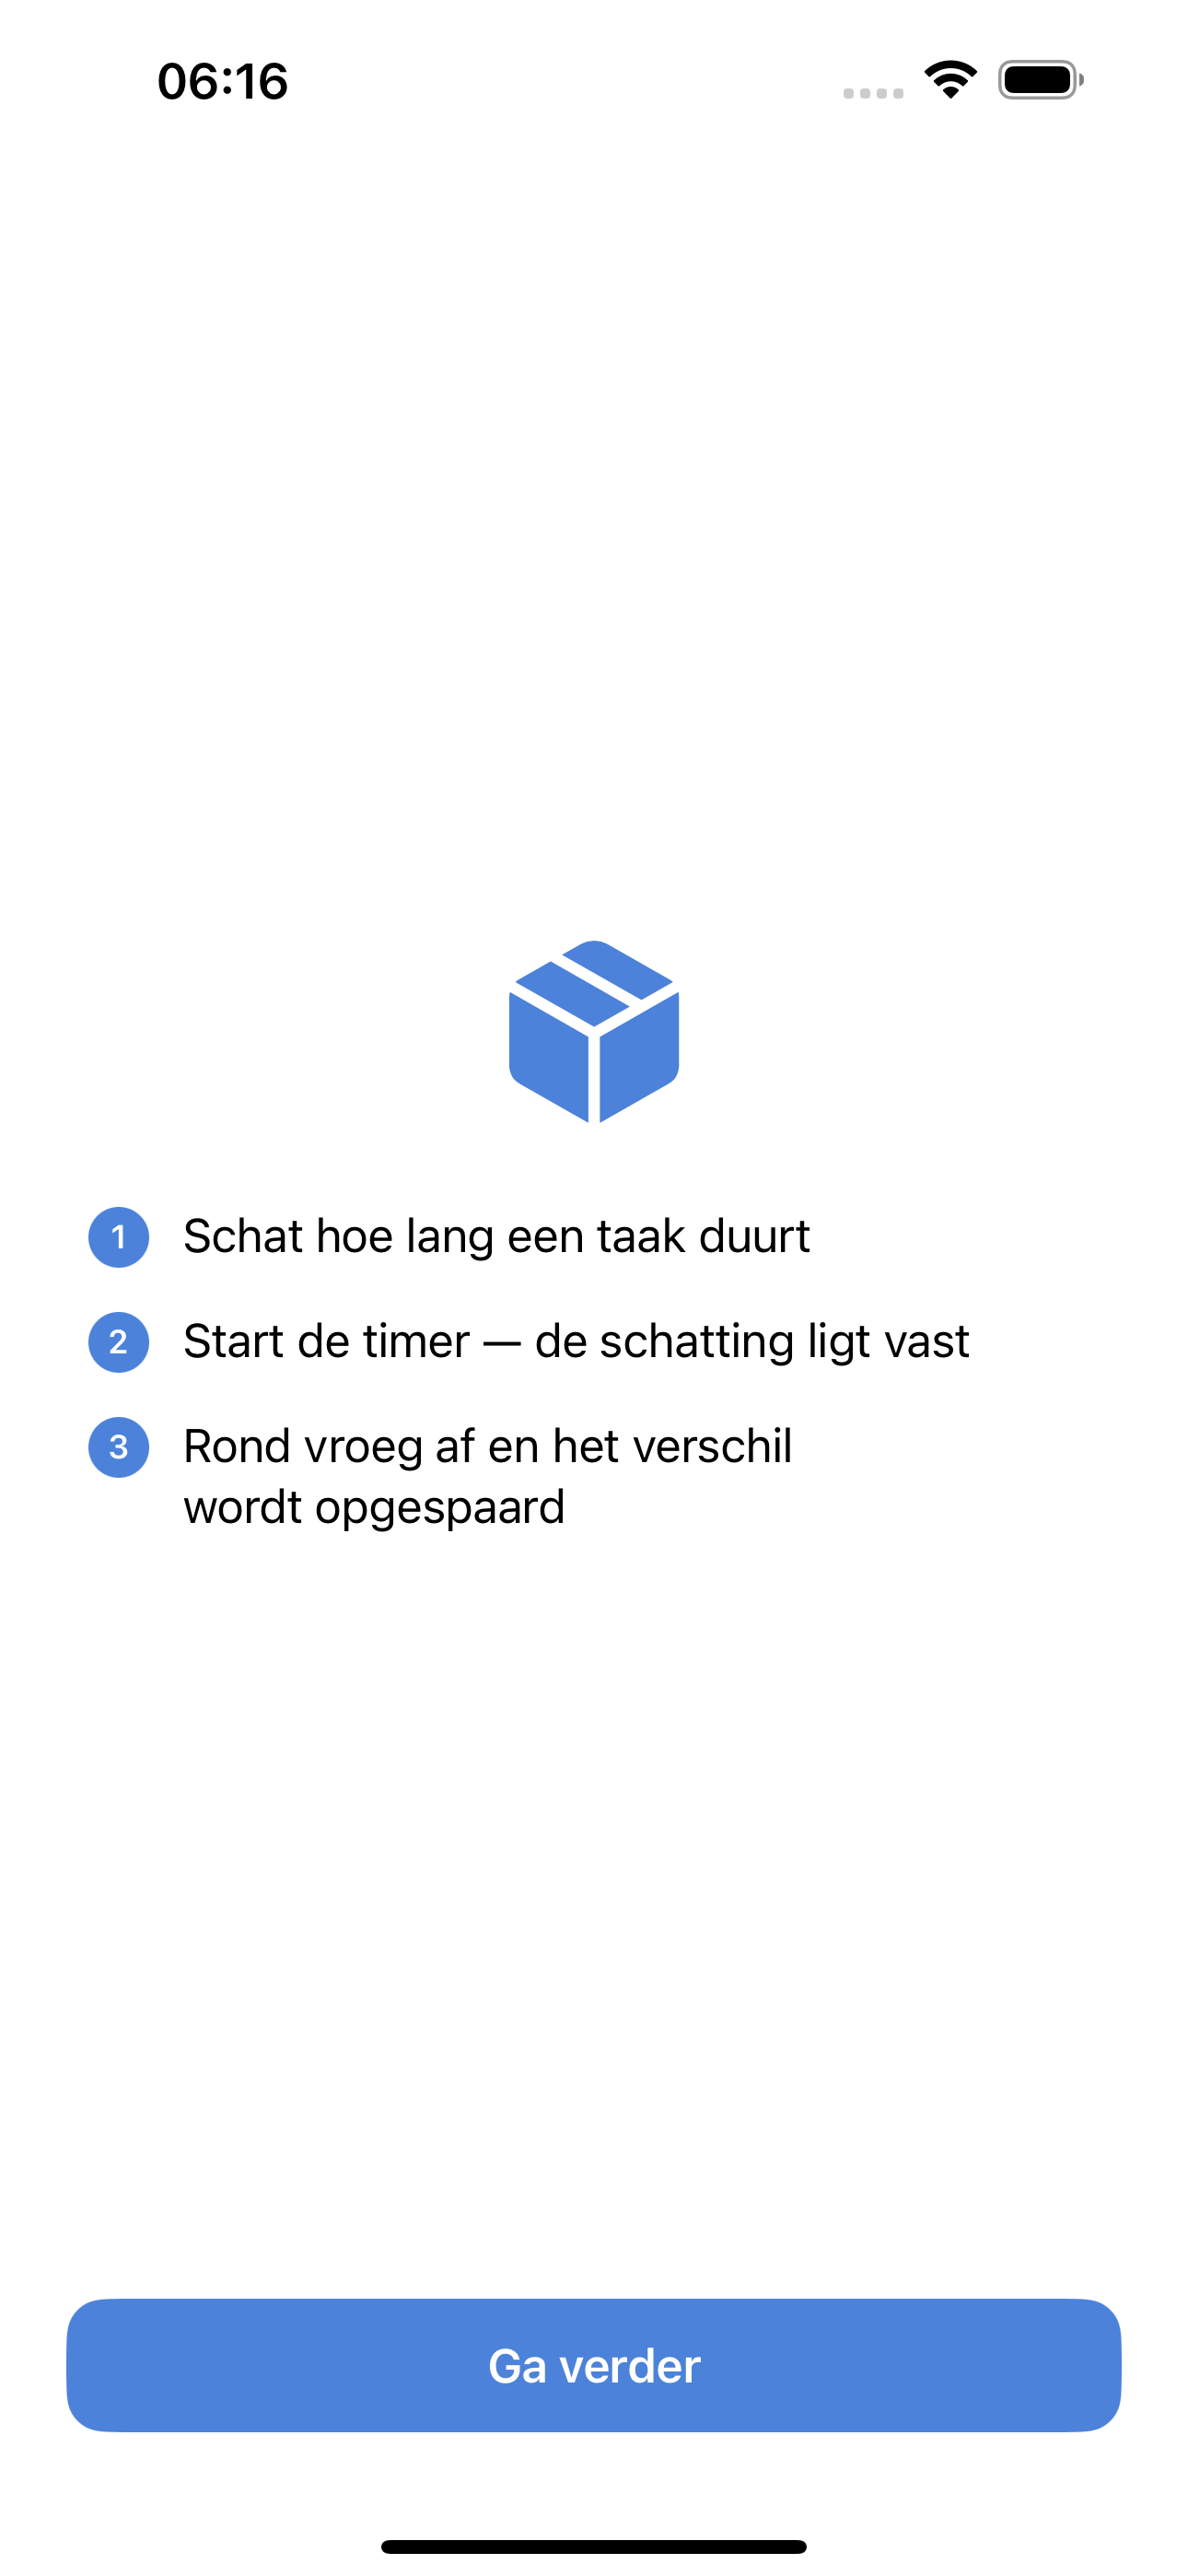 06:16
1 Schat hoe lang een taak duurt
2 Start de timer — de schatting ligt vast
3 Rond vroeg af en het verschil
wordt opgespaard
Ga verder